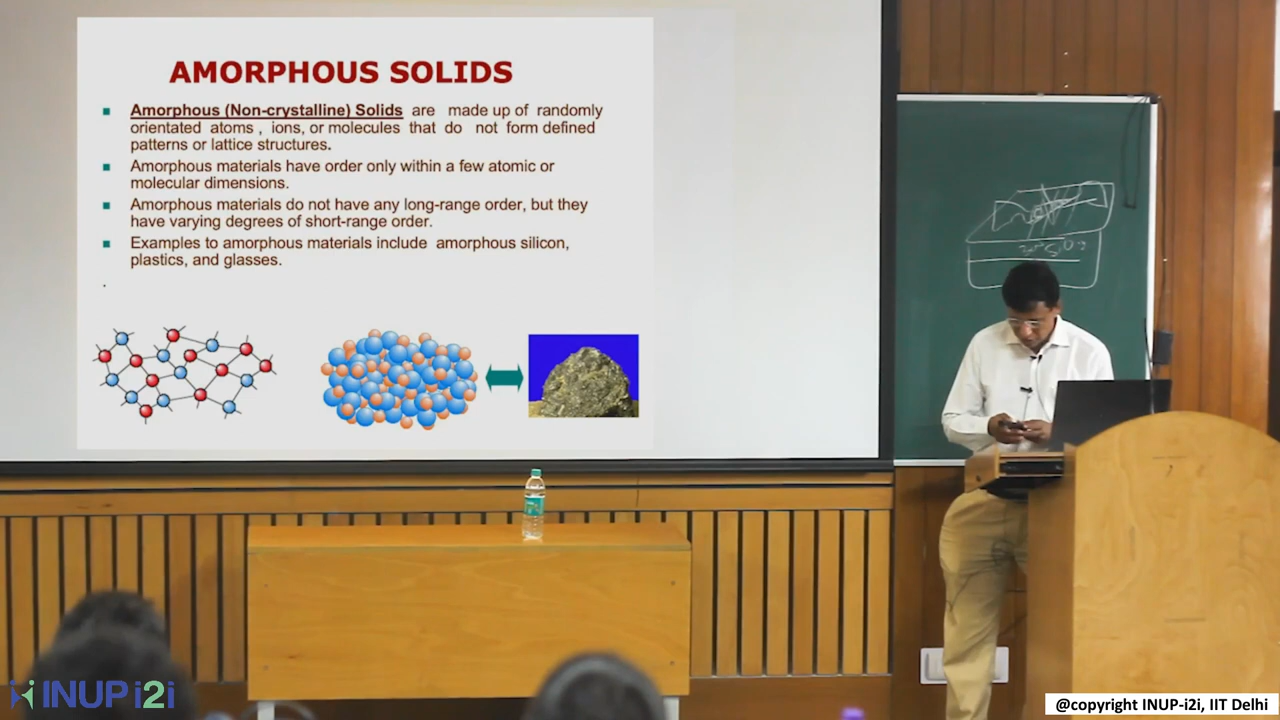 AMORPHOUS SOLIDS
Amorphous (Non-crystalline) Solids are made up of randomly
orientated atoms , ions, or molecules that do not form defined
patterns or lattice structures.
Amorphous materials have order only within a few atomic or
molecular dimensions.
Amorphous materials do not have any long-range order, but they
have varying degrees of short-range order.
Examples to amorphous materials include amorphous silicon,
plastics, and glasses.
INUP i2i
@copyright INUP-i2i, IIT Delhi